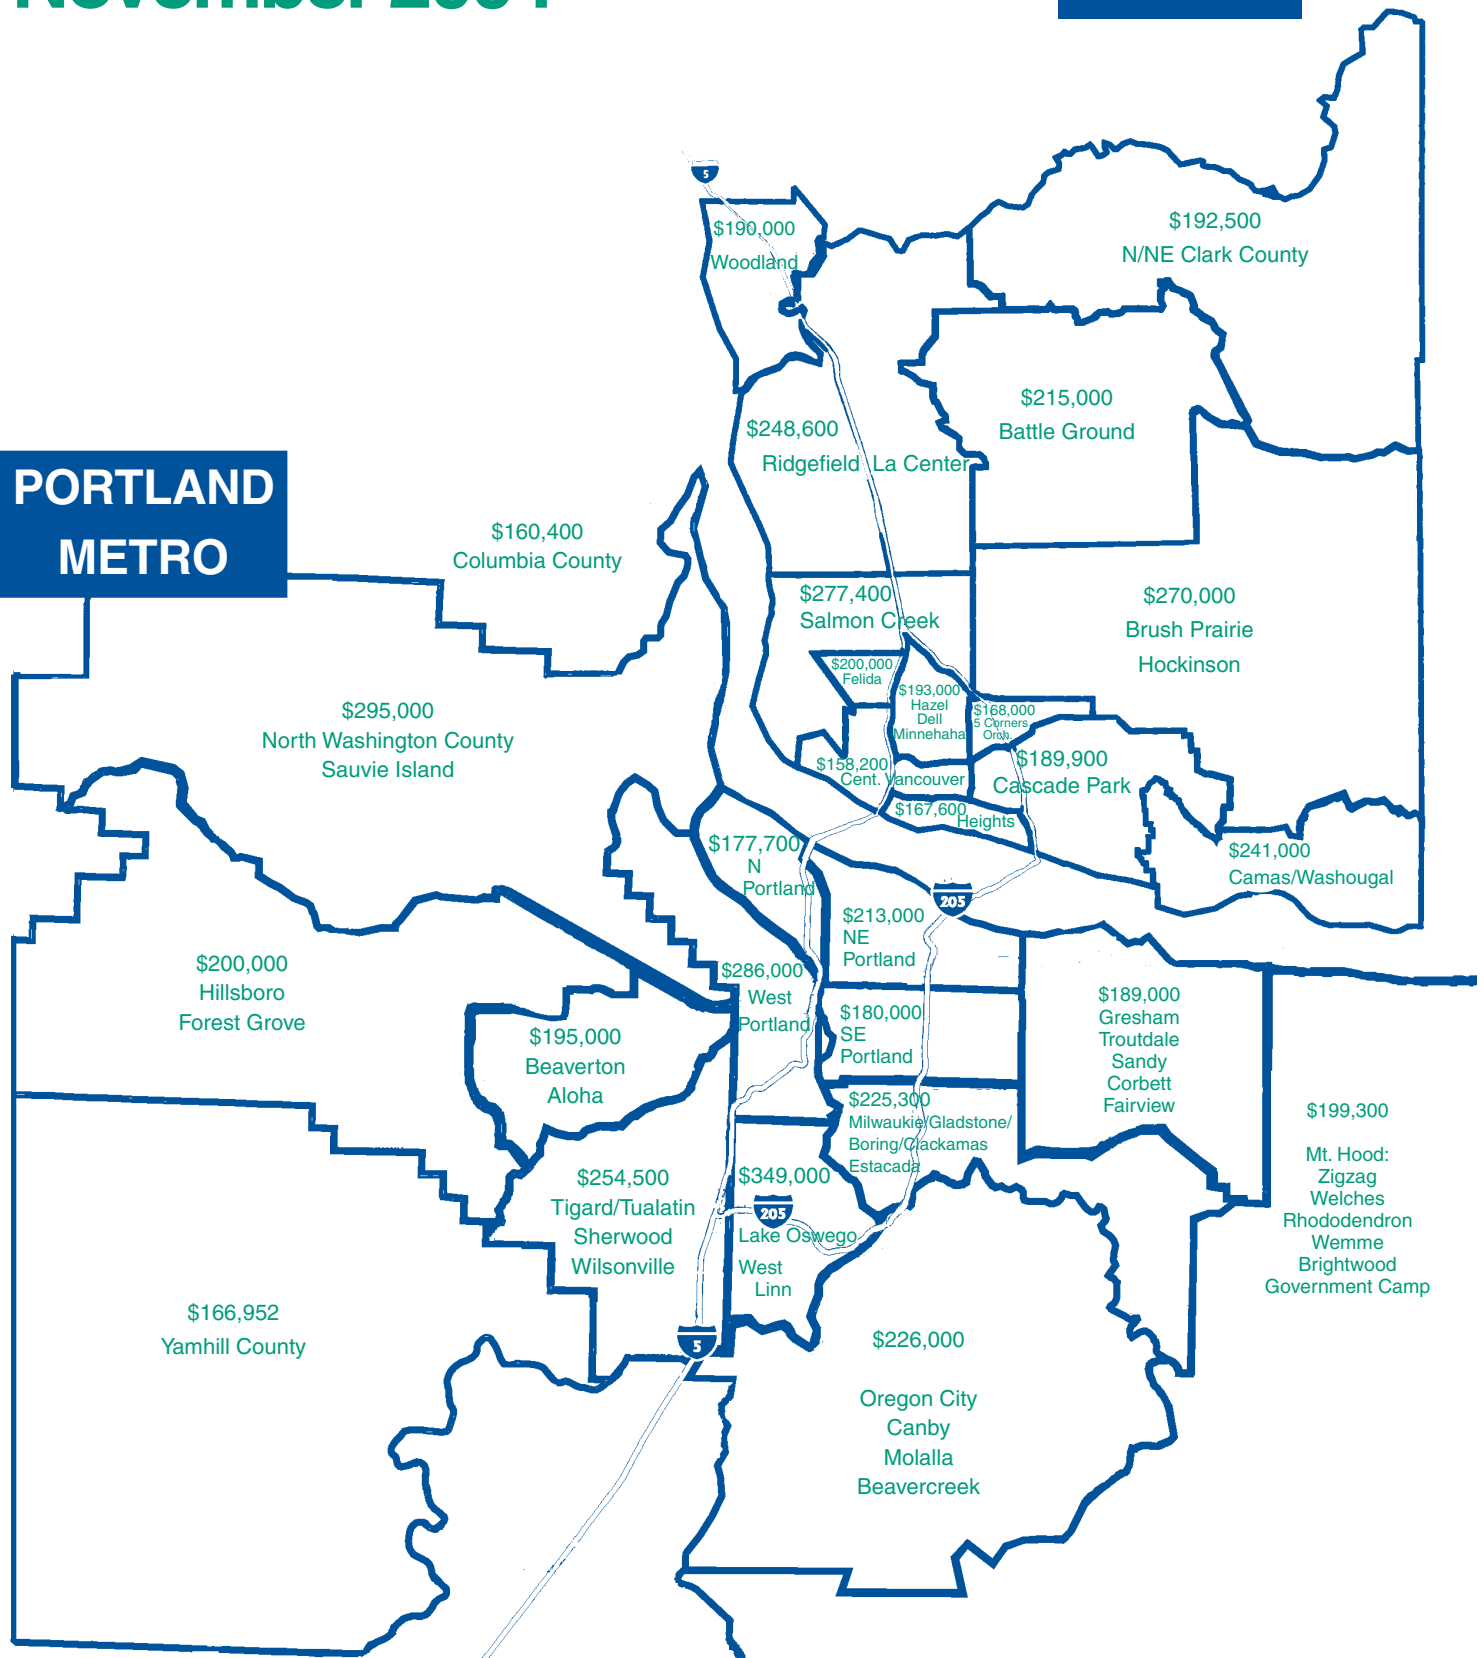 5
$190,000
Woodland
$192,500
N/NE Clark County
$215,000
Battle Ground
$248,600
Ridgefield La Center
PORTLAND
METRO
$160,400
Columbia County
$277,400
Salmon Creek
$270,000
Brush Prairie
Hockinson
$200,000
Felida
$193,000
Hazel
Dell
Minnehaha
$168,000
5 Corners
Orch.
$295,000
North Washington County
Sauvie Island
$158,200
Cent. Vancouver
$189,900
Cascade Park
$167,600
Heights
$177,700
N
Portland
$241,000
Camas/Washougal
205
$213,000
NE
Portland
$200,000
Hillsboro
Forest Grove
$286,000
West
Portland
$180,000
SE
Portland
$189,000
Gresham
Troutdale
Sandy
Corbett
Fairview
$195,000
Beaverton
Aloha
$225,300
Milwaukie/Gladstone/
Boring/Clackamas
Estacada
$199,300
Mt. Hood:
Zigzag
Welches
Rhododendron
Wemme
Brightwood
Government Camp
$254,500
Tigard/Tualatin
Sherwood
Wilsonville
$349,000
205
Lake Oswego
West
Linn
$166,952
Yamhill County
5
$226,000
Oregon City
Canby
Molalla
Beavercreek